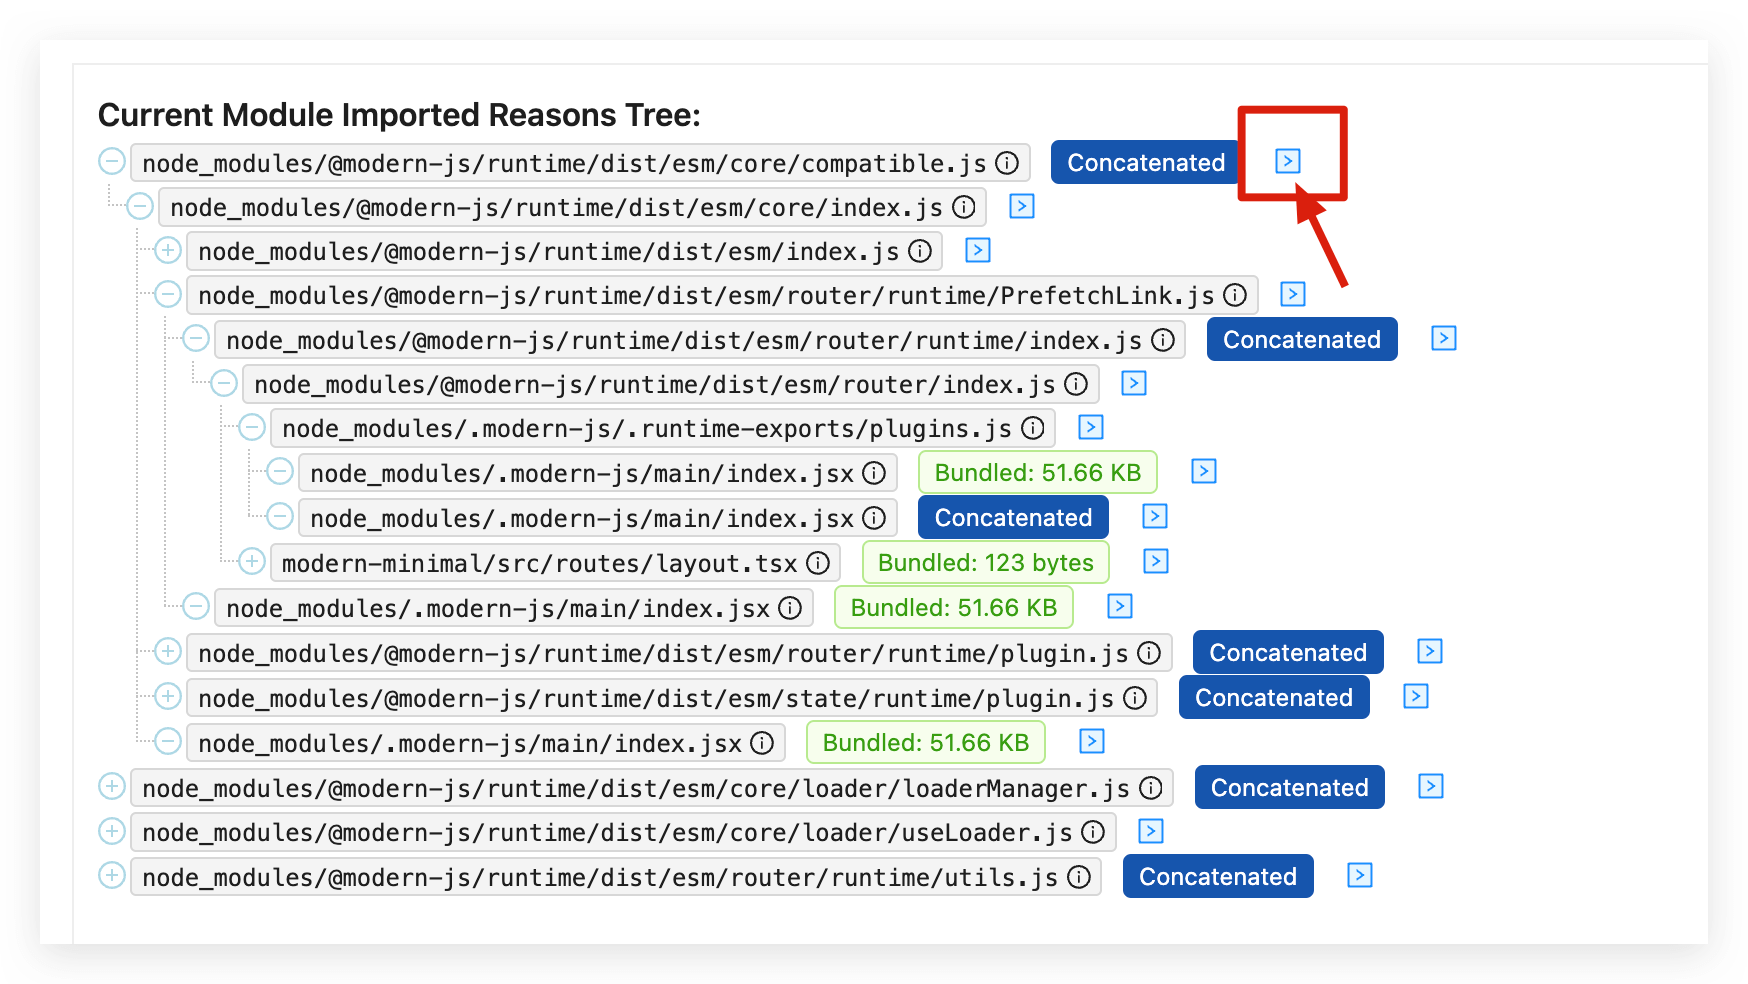 Current Module Imported Reasons Tree:
node_modules/@modern-js/runtime/dist/esm/core/compatible.js Concatenated
node_modules/@modern-js/runtime/dist/esm/core/index.js
node_modules/@modern-js/runtime/dist/esm/index.js
node_modules/@modern-js/runtime/dist/esm/router/runtime/PrefetchLink.js
node_modules/@modern-js/runtime/dist/esm/router/runtime/index.js Concatenated
node_modules/@modern-js/runtime/dist/esm/router/index.js
node_modules/.modern-js/.runtime-exports/plugins.js
node_modules/.modern-js/main/index.jsx Bundled: 51.66 KB
node_modules/.modern-js/main/index.jsx Concatenated
modern-minimal/src/routes/layout.tsx Bundled: 123 bytes
node_modules/.modern-js/main/index.jsx Bundled: 51.66 KB
node_modules/@modern-js/runtime/dist/esm/router/runtime/plugin.js Concatenated
node_modules/@modern-js/runtime/dist/esm/state/runtime/plugin.js Concatenated
node_modules/.modern-js/main/index.jsx Bundled: 51.66 KB
node_modules/@modern-js/runtime/dist/esm/core/loader/loaderManager.js Concatenated
node_modules/@modern-js/runtime/dist/esm/core/loader/useLoader.js
node_modules/@modern-js/runtime/dist/esm/router/runtime/utils.js Concatenated